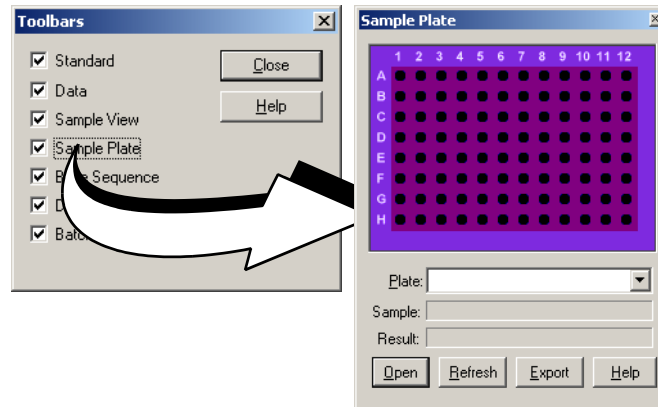 Toolbars
Standard
Data
Sample View
Sample Plate
Sequence
Close
Help
Sample Plate
1 2 3 4 5 6 7 8 9 10 11 12
A
B
C
D
E
F
G
H
Plate:
Sample:
Result:
Open Refresh Export Help